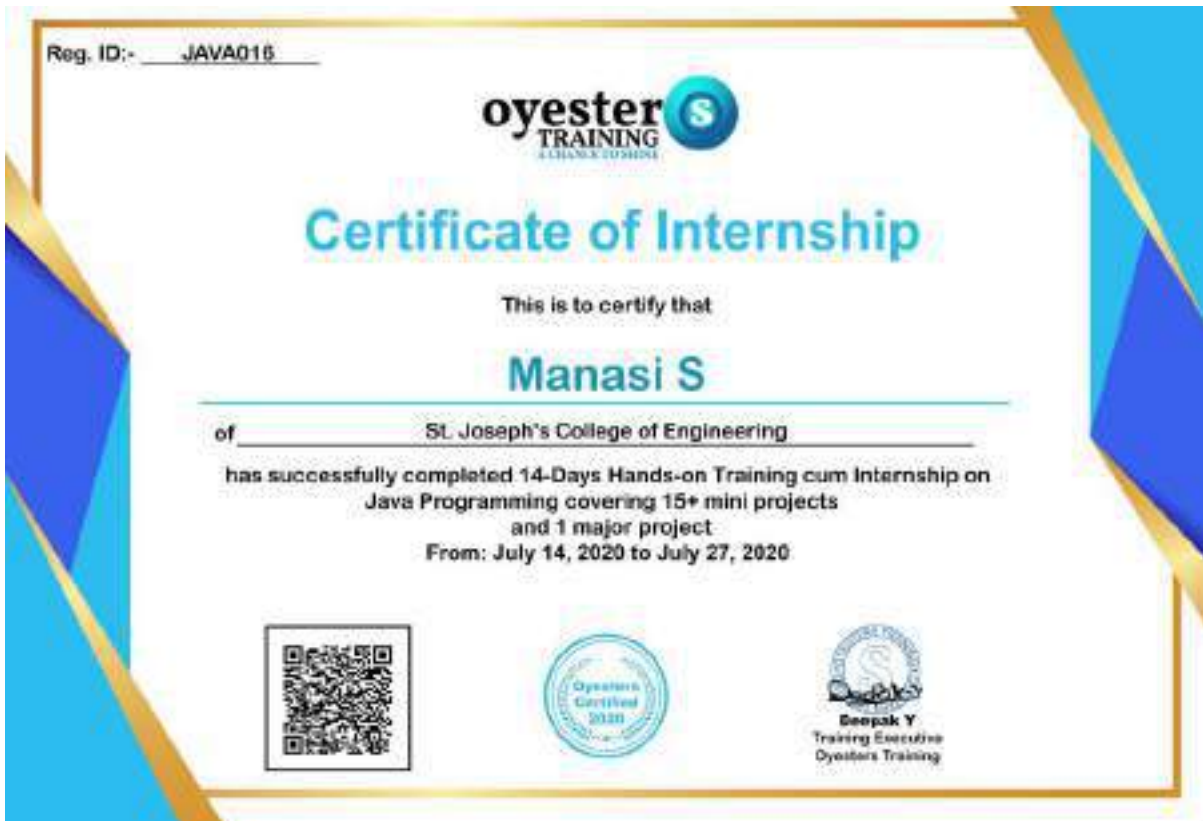 Reg. ID:- JAVA016
oyester S
TRAINING
A CHANCE TO SHINE
Certificate of Internship
This is to certify that
Manasi S
of St. Joseph's College of Engineering
has successfully completed 14-Days Hands-on Training cum Internship on
Java Programming covering 15+ mini projects
and 1 major project
From: July 14, 2020 to July 27, 2020
Oyesters
Certified
2020
Deepak Y
Training Executive
Oyesters Training